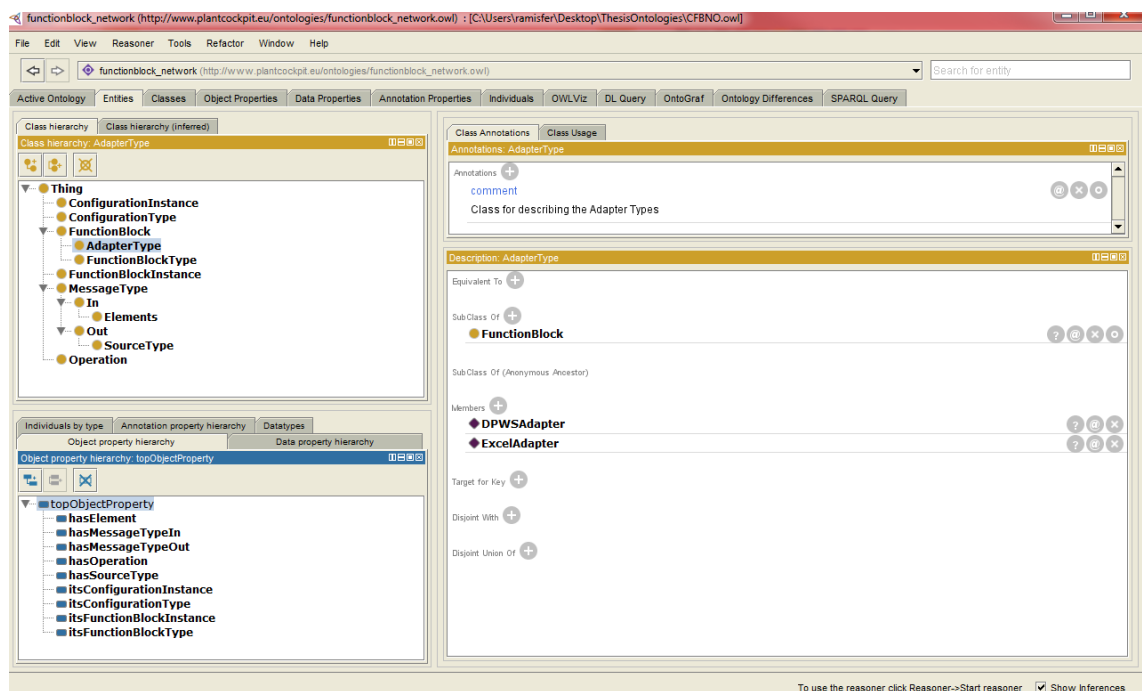 functionblock_network (http://www.plantcockpit.eu/ontologies/functionblock_network.owl) : [C:\Users\ramisfer\Desktop\ThesisOntologies\CFBNO.owl]
File Edit View Reasoner Tools Refactor Window Help
functionblock_network (http://www.plantcockpit.eu/ontologies/functionblock_network.owl) Search for entity
Active Ontology Entities Classes Object Properties Data Properties Annotation Properties Individuals OWLViz DL Query OntoGraf Ontology Differences SPARQL Query
Class hierarchy Class hierarchy (inferred)
Class hierarchy: AdapterType
Thing
ConfigurationInstance
ConfigurationType
FunctionBlock
AdapterType
FunctionBlockType
FunctionBlockInstance
MessageType
In
Elements
Out
SourceType
Operation
Individuals by type Annotation property hierarchy Datatypes
Object property hierarchy Data property hierarchy
Object property hierarchy: topObjectProperty
topObjectProperty
hasElement
hasMessageTypeIn
hasMessageTypeOut
hasOperation
hasSourceType
itsConfigurationInstance
itsConfigurationType
itsFunctionBlockInstance
itsFunctionBlockType
Class Annotations Class Usage
Annotations: AdapterType
Annotations
comment
Class for describing the Adapter Types
Description: AdapterType
Equivalent To
SubClass Of
FunctionBlock
SubClass Of (Anonymous Ancestor)
Members
DPWSAdapter
ExcelAdapter
Target for Key
Disjoint With
Disjoint Union Of
To use the reasoner click Reasoner->Start reasoner Show Inferences